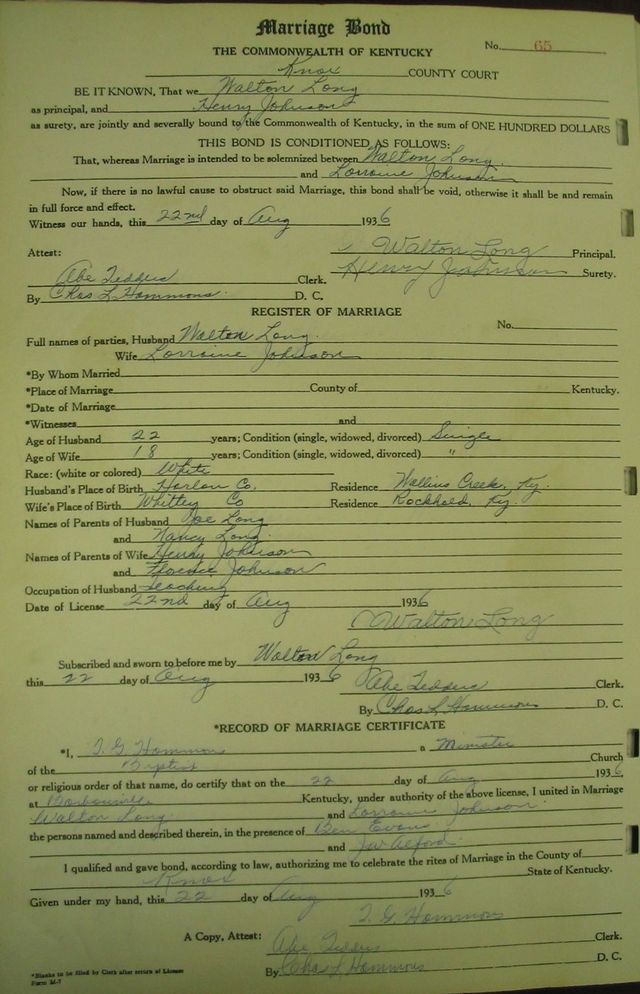 Marriage Bond
THE COMMONWEALTH OF KENTUCKY
No. 65
Knox COUNTY COURT
BE IT KNOWN, That we Walton Long
as principal, and Henry Johnson
as surety, are jointly and severally bound to the Commonwealth of Kentucky, in the sum of ONE HUNDRED DOLLARS
THIS BOND IS CONDITIONED AS FOLLOWS:
That, whereas Marriage is intended to be solemnized between Walton Long
and Lorraine Johnson
Now, if there is no lawful cause to obstruct said Marriage, this bond shall be void, otherwise it shall be and remain
in full force and effect.
Witness our hands, this 22nd day of Aug 1936
Attest: Walton Long Principal.
Henry Johnson Surety.
Abe Tedders Clerk.
By Chas L Hammons D. C.
REGISTER OF MARRIAGE
No.
Full names of parties, Husband Walton Long.
Wife Lorraine Johnson
*By Whom Married
*Place of Marriage County of Kentucky.
*Date of Marriage
*Witnesses and
Age of Husband 22 years; Condition (single, widowed, divorced) Single
Age of Wife 18 years; Condition (single, widowed, divorced) "
Race: (white or colored) White
Husband's Place of Birth Harlan Co. Residence Wallins Creek, Ky.
Wife's Place of Birth Whitley Co Residence Rockhold, Ky.
Names of Parents of Husband Joe Long
and Nancy Long.
Names of Parents of Wife Henry Johnson
and Florence Johnson
Occupation of Husband Teaching
Date of License 22nd day of Aug 1936
Walton Long
Subscribed and sworn to before me by Walton Long
this 22 day of Aug 1936
Abe Tedders Clerk.
By Chas L Hammons D. C.
*RECORD OF MARRIAGE CERTIFICATE
*I, T. G. Hammons a Minister
of the Baptist Church
or religious order of that name, do certify that on the 22 day of Aug 1936
at Barbourville Kentucky, under authority of the above license, I united in Marriage
Walton Long and Lorraine Johnson
the persons named and described therein, in the presence of Ben Evans
and Alford
I qualified and gave bond, according to law, authorizing me to celebrate the rites of Marriage in the County of
Knox State of Kentucky.
Given under my hand, this 22 day of Aug 1936
T. G. Hammons
A Copy, Attest: Abe Tedders Clerk.
By Chas L Hammons D. C.
*Blanks to be filled by Clerk after return of License
Form M-7